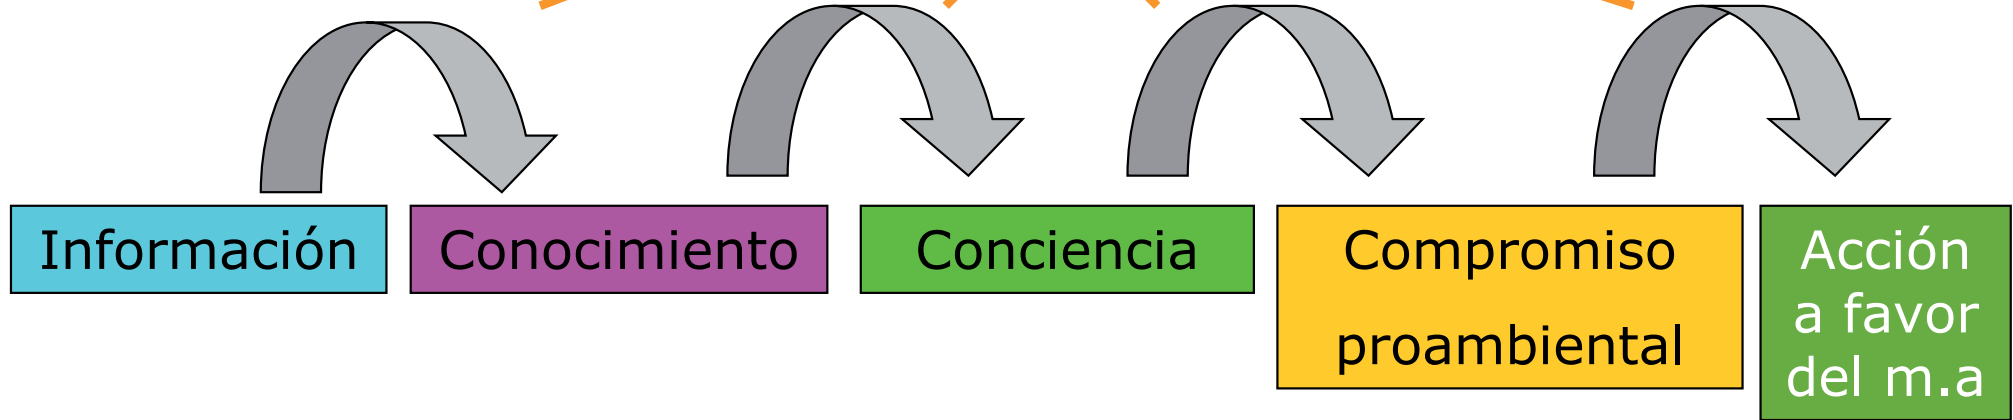 Información
Conocimiento
Conciencia
Compromiso
proambiental
Acción
a favor
del m.a